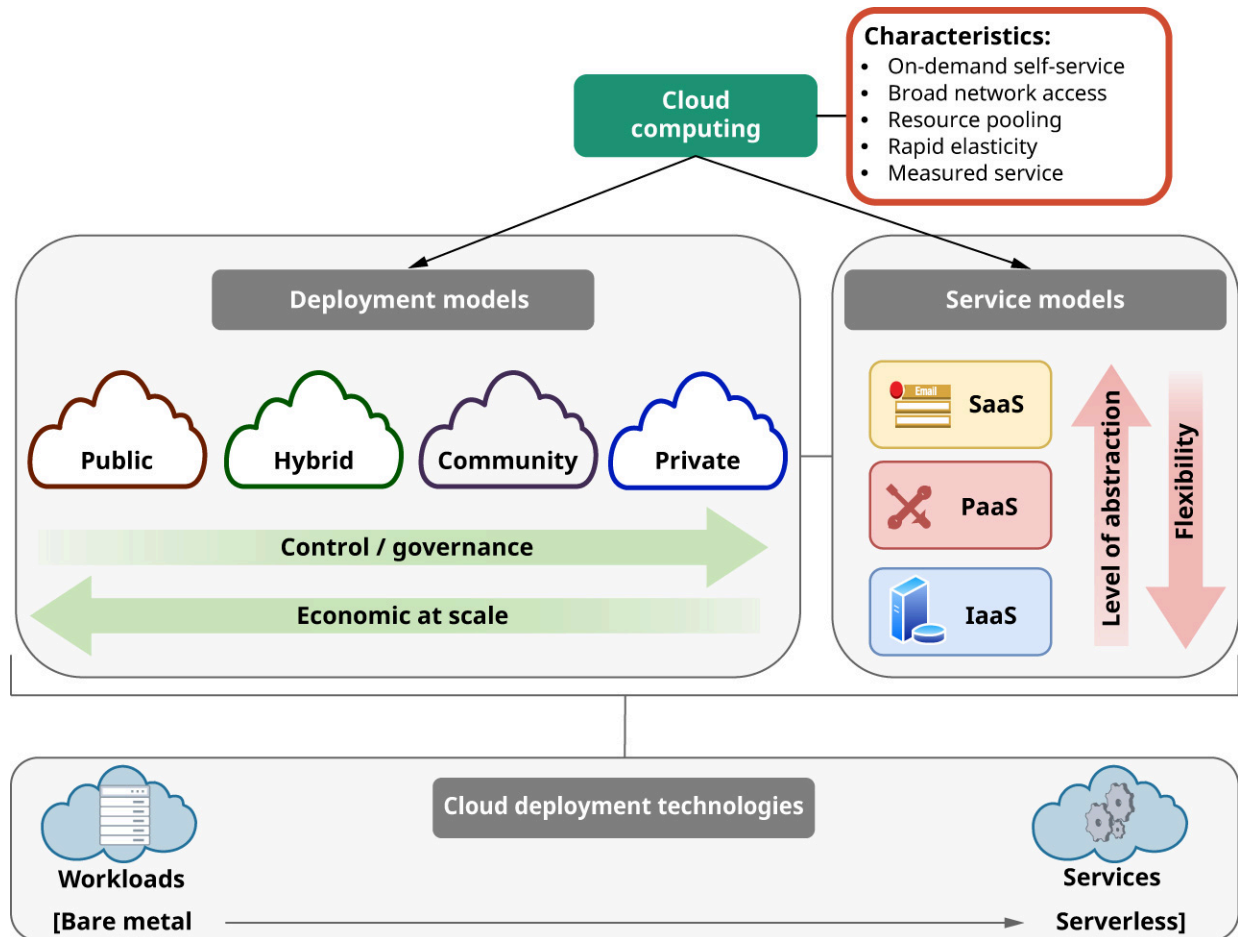 Characteristics:
• On-demand self-service
• Broad network access
• Resource pooling
• Rapid elasticity
• Measured service
Cloud
computing
Deployment models
Service models
Public
Hybrid
Community
Private
Control / governance
Economic at scale
Email
SaaS
PaaS
IaaS
Level of abstraction
Flexibility
Cloud deployment technologies
Workloads
Services
[Bare metal
Serverless]